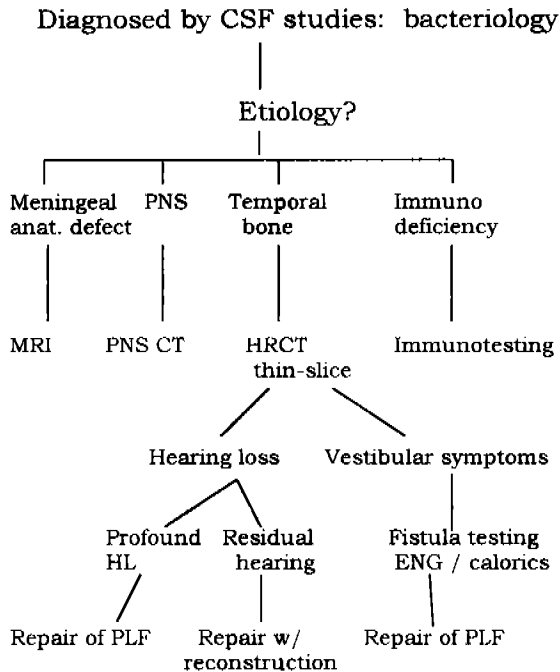 Diagnosed by CSF studies: bacteriology
Etiology?
Meningeal anat. defect
PNS
Temporal bone
Immuno deficiency
MRI
PNS CT
HRCT thin-slice
Immunotesting
Hearing loss
Vestibular symptoms
Profound HL
Residual hearing
Fistula testing ENG / calorics
Repair of PLF
Repair w/ reconstruction
Repair of PLF